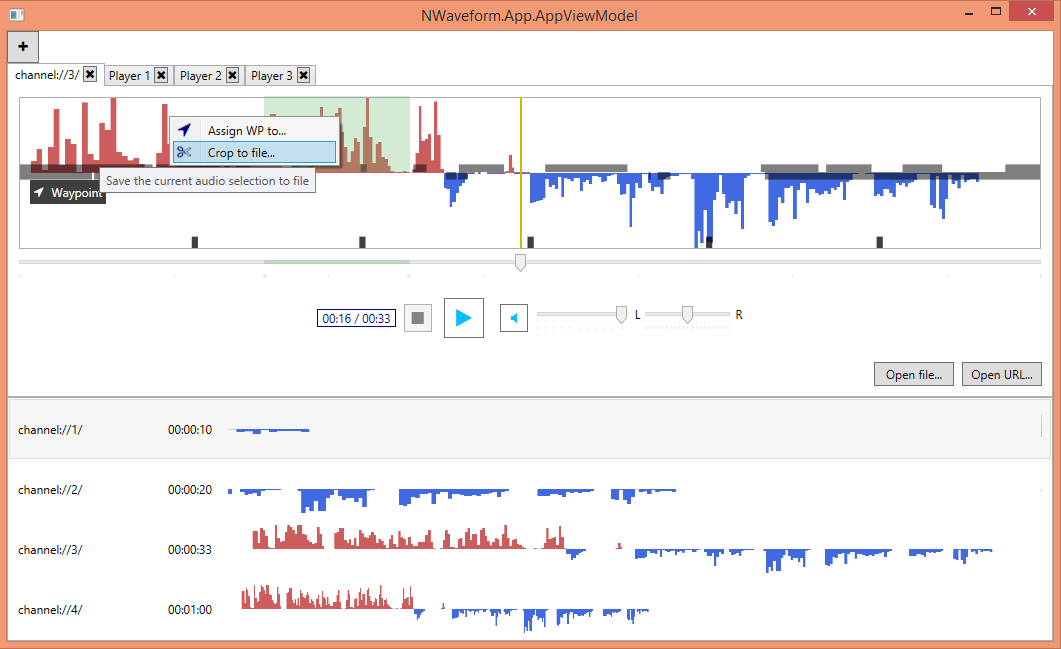 NWaveform.App.AppViewModel
+
channel://3/
Player 1
Player 2
Player 3
Assign WP to...
Crop to file...
Save the current audio selection to file
Waypoint
00:16 / 00:33
L
R
Open file...
Open URL...
channel://1/ 00:00:10
channel://2/ 00:00:20
channel://3/ 00:00:33
channel://4/ 00:01:00